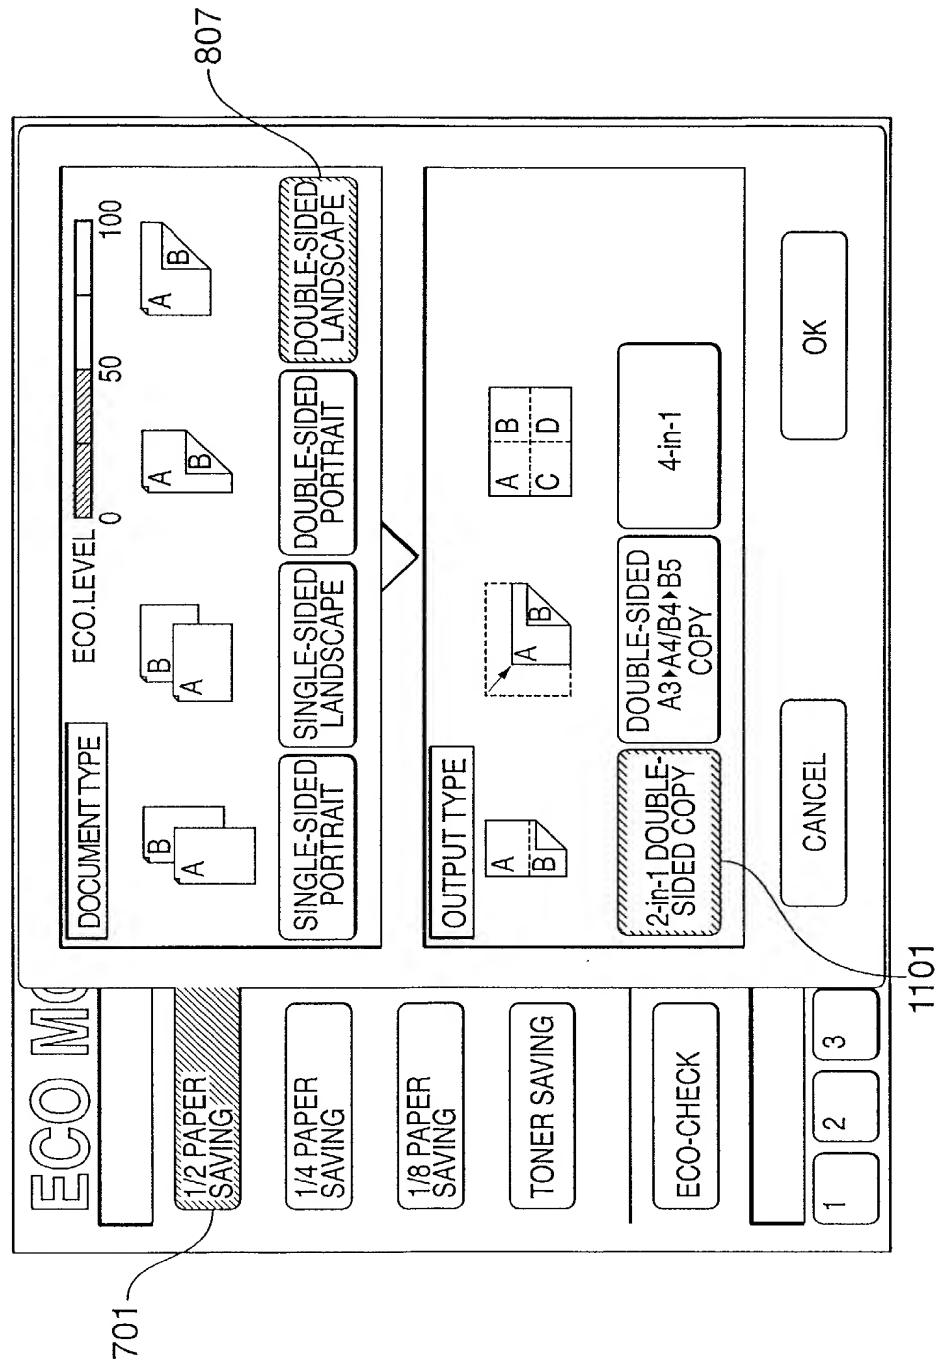 ECO MO
1/2 PAPER
SAVING
1/4 PAPER
SAVING
1/8 PAPER
SAVING
TONER SAVING
ECO-CHECK
1
2
3
DOCUMENT TYPE
ECO.LEVEL
0
50
100
B
A
B
A
A
B
A
B
SINGLE-SIDED
PORTRAIT
SINGLE-SIDED
LANDSCAPE
DOUBLE-SIDED
PORTRAIT
DOUBLE-SIDED
LANDSCAPE
OUTPUT TYPE
A
B
A
B
A B
C D
2-in-1 DOUBLE-
SIDED COPY
DOUBLE-SIDED
A3▸A4/B4▸B5
COPY
4-in-1
CANCEL
OK
701
807
1101